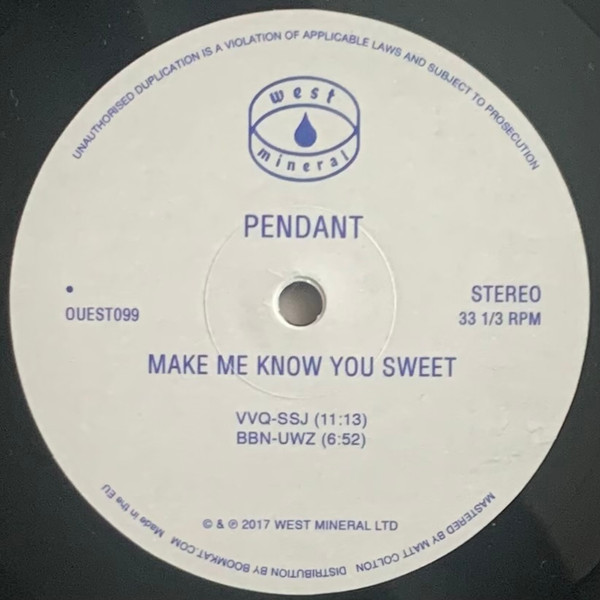 UNAUTHORISED DUPLICATION IS A VIOLATION OF APPLICABLE LAWS AND SUBJECT TO PROSECUTION
west
mineral
PENDANT
•
OUEST099
STEREO
33 1/3 RPM
MAKE ME KNOW YOU SWEET
VVQ-SSJ (11:13)
BBN-UWZ (6:52)
© & ℗ 2017 WEST MINERAL LTD
MASTERED BY MATT COLTON
DISTRIBUTION BY BOOMKAT.COM
Made in the EU